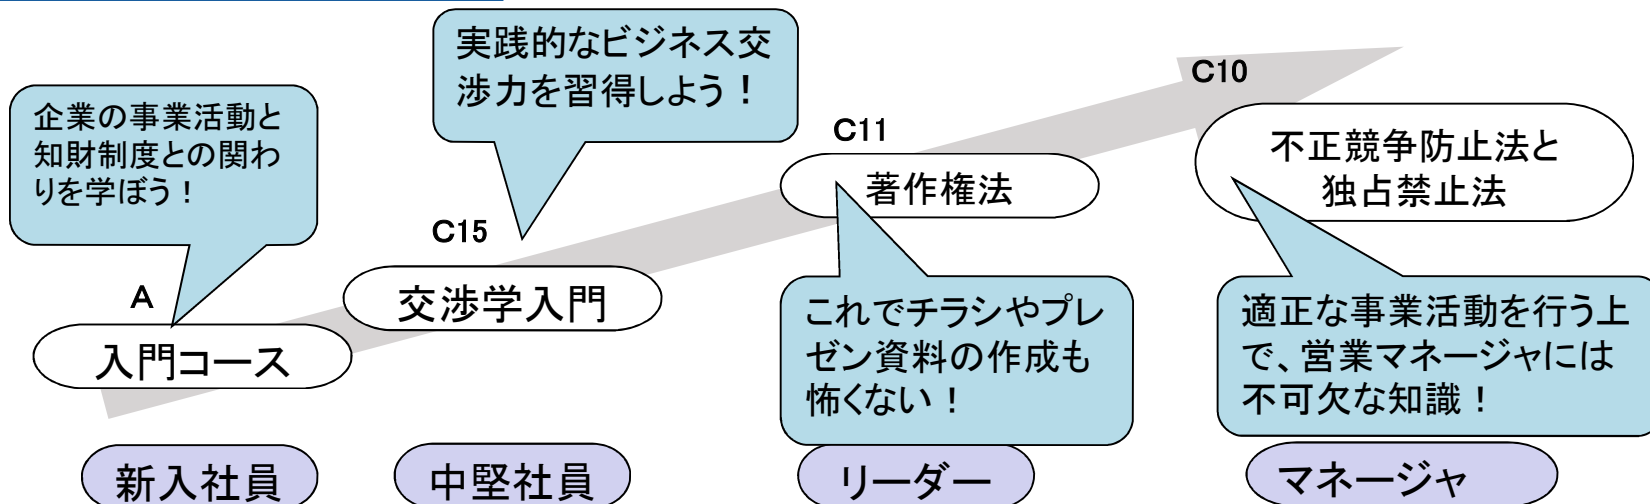 実践的なビジネス交
渉力を習得しよう！
企業の事業活動と
知財制度との関わ
りを学ぼう！
C10
C11
不正競争防止法と
独占禁止法
著作権法
C15
A
交渉学入門
入門コース
これでチラシやプレ
ゼン資料の作成も
怖くない！
適正な事業活動を行う上
で、営業マネージャには
不可欠な知識！
新入社員
中堅社員
リーダー
マネージャ